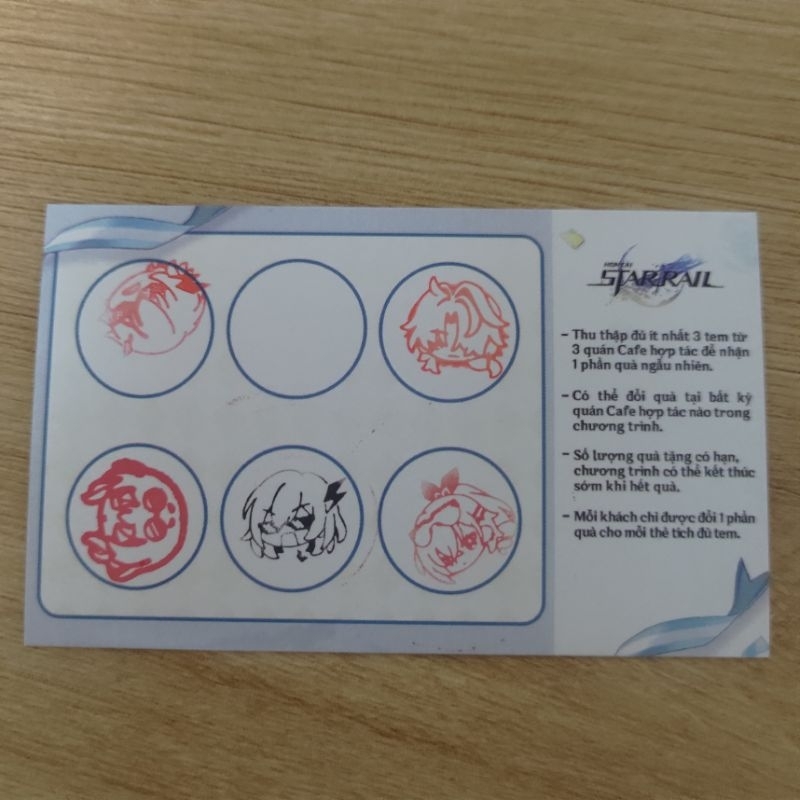 HONKAI
STAR RAIL
- Thu thập đủ ít nhất 3 tem từ
3 quán Cafe hợp tác để nhận
1 phần quà ngẫu nhiên.
- Có thể đổi quà tại bất kỳ
quán Cafe hợp tác nào trong
chương trình.
- Số lượng quà tặng có hạn,
chương trình có thể kết thúc
sớm khi hết quà.
- Mỗi khách chỉ được đổi 1 phần
quà cho mỗi thẻ tích đủ tem.